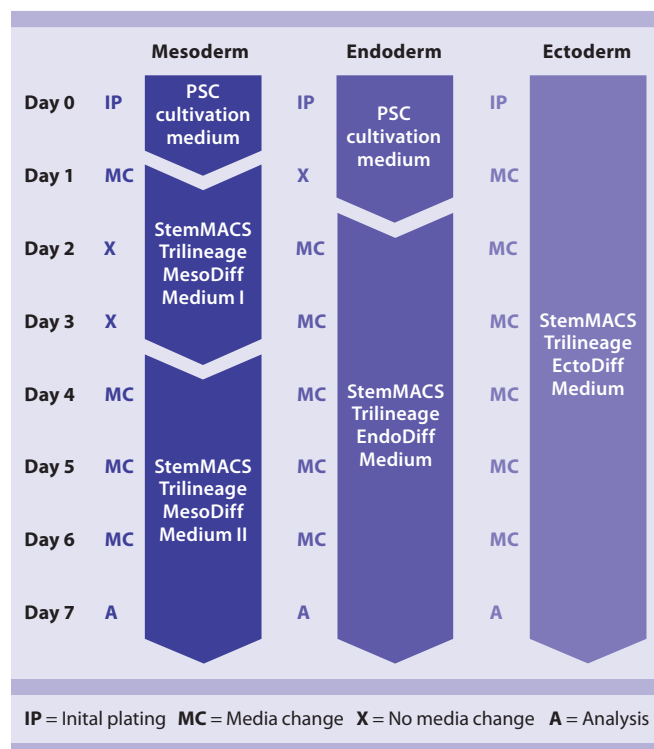 Mesoderm Endoderm Ectoderm
Day 0 IP PSC cultivation medium IP PSC cultivation medium IP
Day 1 MC X MC
Day 2 X StemMACS Trilineage MesoDiff Medium I MC MC
Day 3 X MC MC StemMACS Trilineage EctoDiff Medium
Day 4 MC MC StemMACS Trilineage EndoDiff Medium MC
Day 5 MC StemMACS Trilineage MesoDiff Medium II MC MC
Day 6 MC MC MC
Day 7 A A A
IP = Inital plating MC = Media change X = No media change A = Analysis